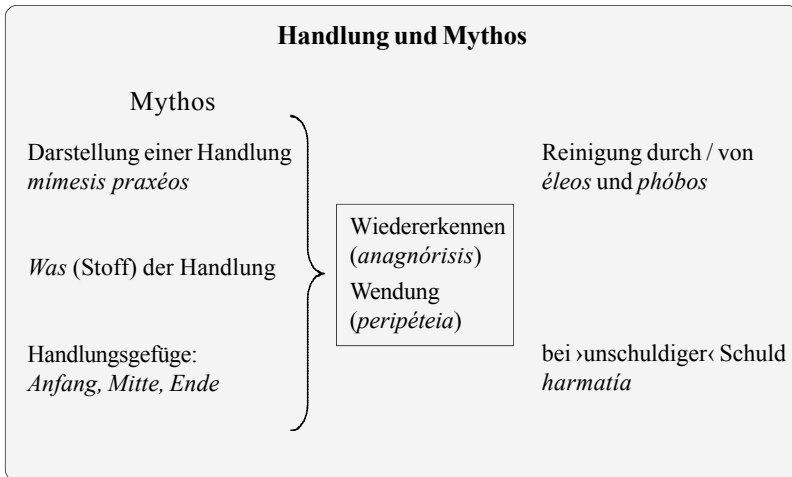 Handlung und Mythos
Mythos
Darstellung einer Handlung
mímesis praxéos
Was (Stoff) der Handlung
Handlungsgefüge:
Anfang, Mitte, Ende
Wiedererkennen
(anagnórisis)
Wendung
(peripéteia)
Reinigung durch / von
éleos und phóbos
bei ›unschuldiger‹ Schuld
harmatía